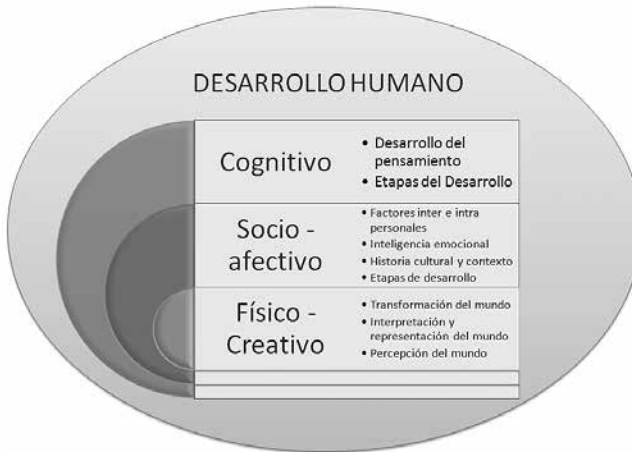 DESARROLLO HUMANO
Cognitivo
• Desarrollo del
pensamiento
• Etapas del Desarrollo
Socio -
afectivo
• Factores inter e intra
personales
• Inteligencia emocional
• Historia cultural y contexto
• Etapas de desarrollo
Físico -
Creativo
• Transformación del mundo
• Interpretación y
representación del mundo
• Percepción del mundo